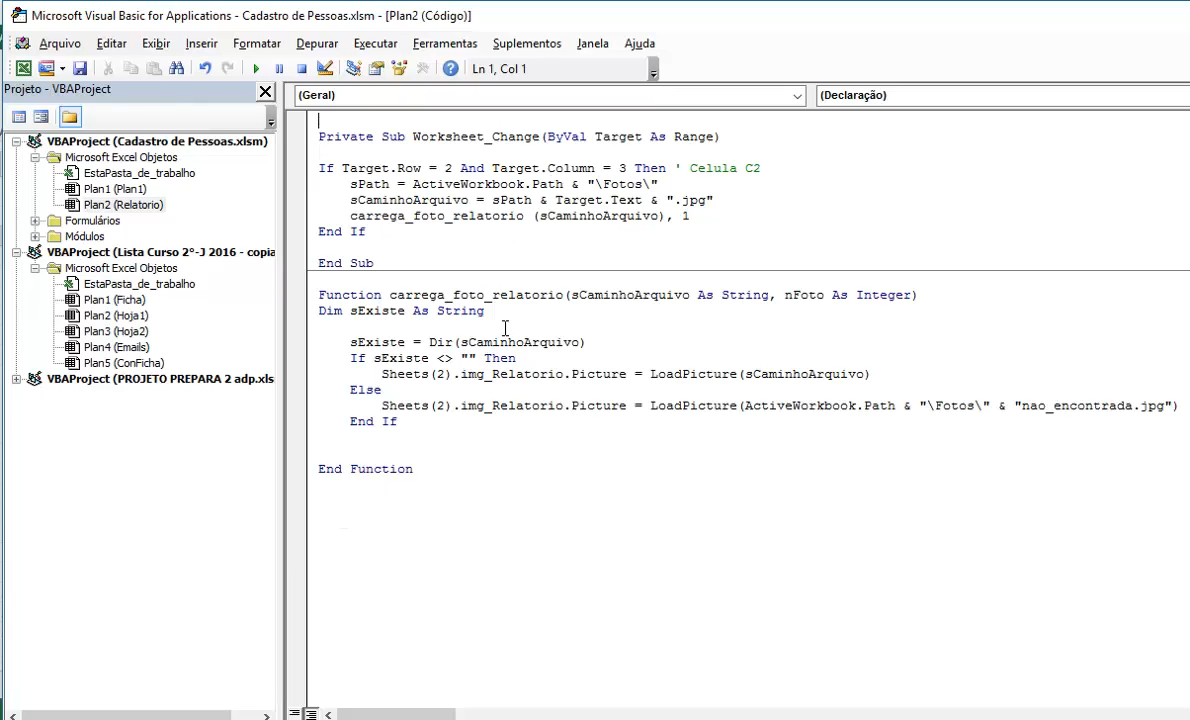 Microsoft Visual Basic for Applications - Cadastro de Pessoas.xlsm - [Plan2 (Código)]
Arquivo Editar Exibir Inserir Formatar Depurar Executar Ferramentas Suplementos Janela Ajuda
Ln 1, Col 1
Projeto - VBAProject
(Geral)
(Declaração)
VBAProject (Cadastro de Pessoas.xlsm)
Microsoft Excel Objetos
EstaPasta_de_trabalho
Plan1 (Plan1)
Plan2 (Relatorio)
Formulários
Módulos
VBAProject (Lista Curso 2°-J 2016 - copia
Microsoft Excel Objetos
EstaPasta_de_trabalho
Plan1 (Ficha)
Plan2 (Hoja1)
Plan3 (Hoja2)
Plan4 (Emails)
Plan5 (ConFicha)
VBAProject (PROJETO PREPARA 2 adp.xls
Private Sub Worksheet_Change(ByVal Target As Range)
If Target.Row = 2 And Target.Column = 3 Then ' Celula C2
sPath = ActiveWorkbook.Path & "\Fotos\"
sCaminhoArquivo = sPath & Target.Text & ".jpg"
carrega_foto_relatorio (sCaminhoArquivo), 1
End If
End Sub
Function carrega_foto_relatorio(sCaminhoArquivo As String, nFoto As Integer)
Dim sExiste As String
sExiste = Dir(sCaminhoArquivo)
If sExiste <> "" Then
Sheets(2).img_Relatorio.Picture = LoadPicture(sCaminhoArquivo)
Else
Sheets(2).img_Relatorio.Picture = LoadPicture(ActiveWorkbook.Path & "\Fotos\" & "nao_encontrada.jpg")
End If
End Function